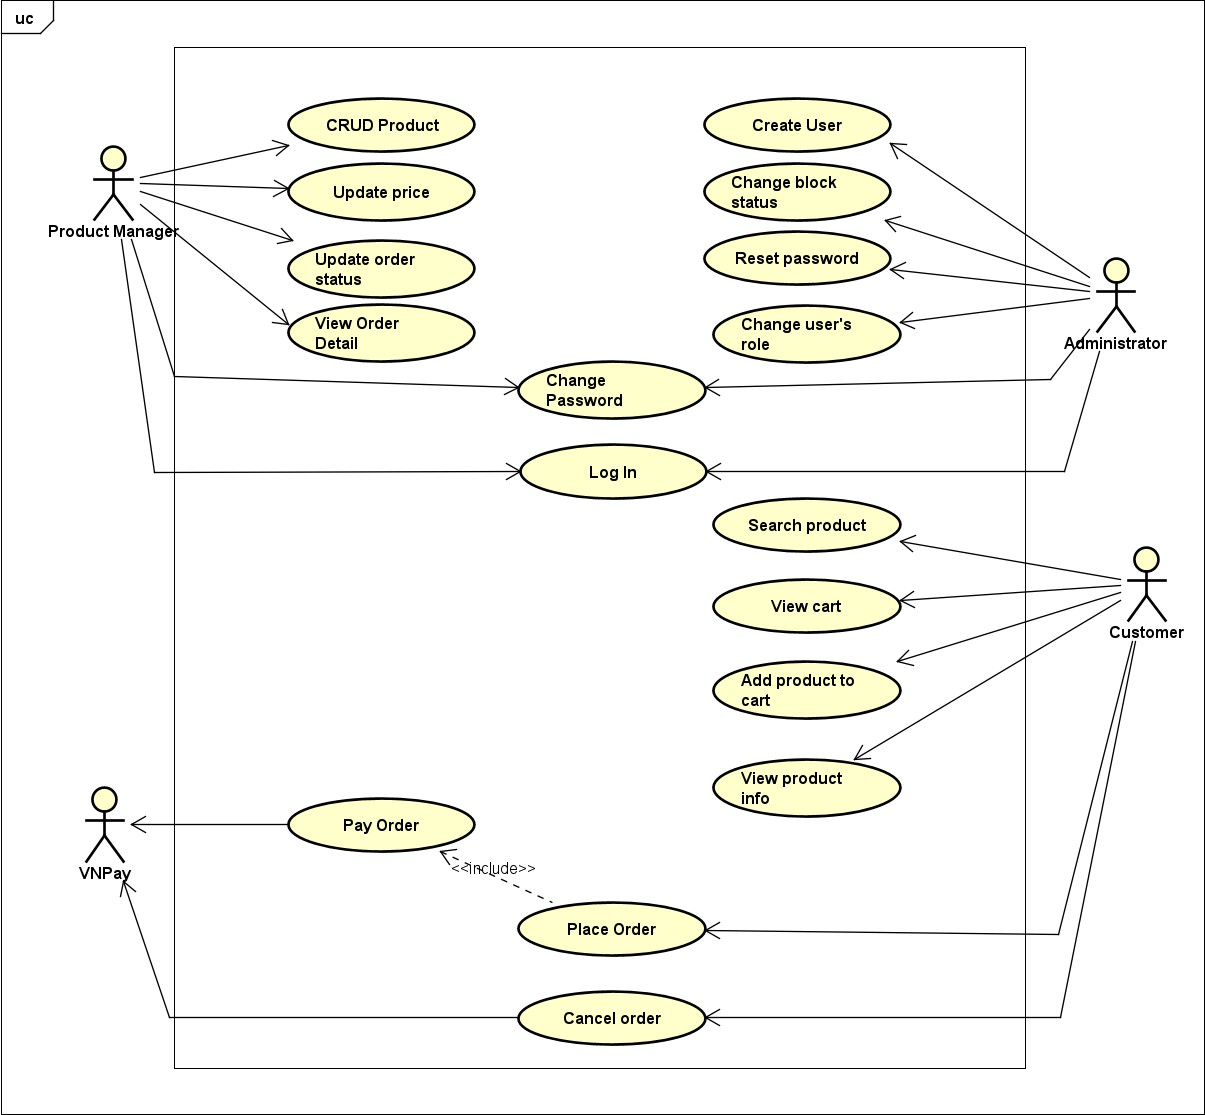 uc
CRUD Product
Create User
Update price
Change block
status
Product Manager
Update order
status
Reset password
View Order
Detail
Change user's
role
Administrator
Change
Password
Log In
Search product
View cart
Customer
Add product to
cart
View product
info
Pay Order
VNPay
<<include>>
Place Order
Cancel order